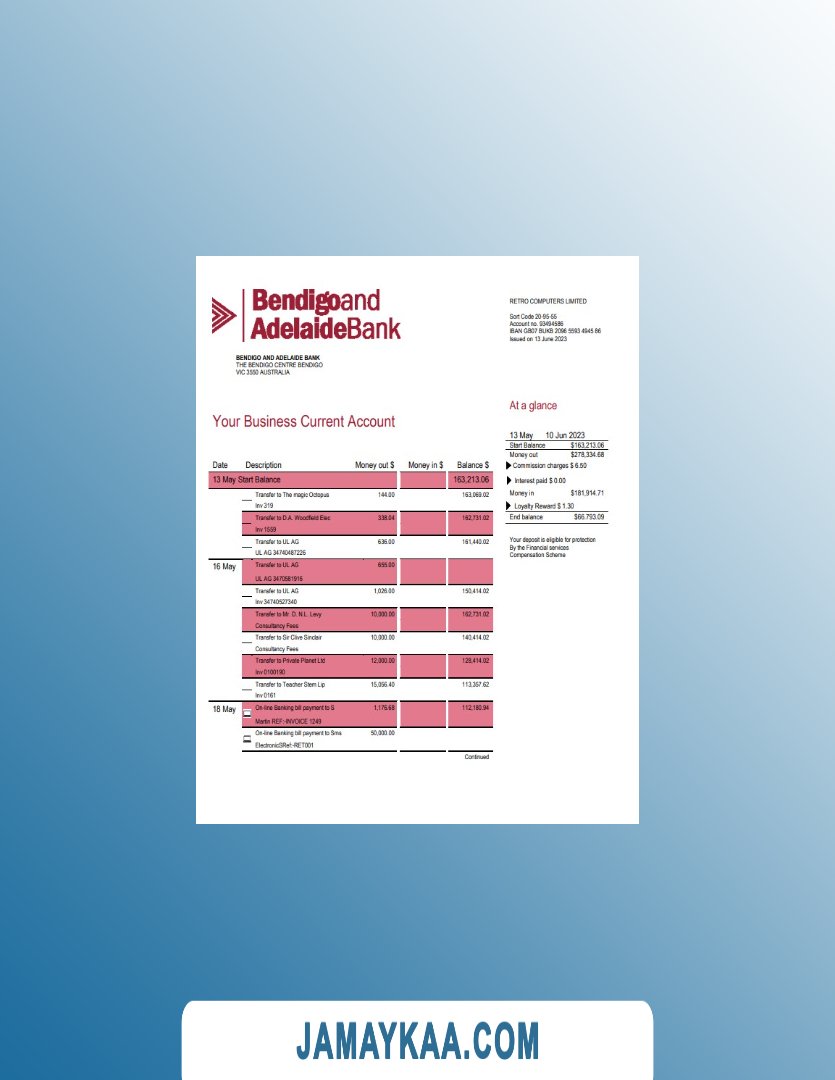 Bendigoand
AdelaideBank
BENDIGO AND ADELAIDE BANK
THE BENDIGO CENTRE BENDIGO
VIC 3550 AUSTRALIA
RETRO COMPUTERS LIMITED
Sort Code 20-95-55
Account no. 93494586
IBAN GB07 BUKB 2096 5593 4945 86
Issued on 13 June 2023
Your Business Current Account
Date Description Money out $ Money in $ Balance $
13 May Start Balance 163,213.06
Transfer to The magic Octopus 144.00 163,069.02
Inv 319
Transfer to D.A. Woodfield Elec 338.04 162,731.02
Inv 1559
Transfer to UL AG 636.00 161,440.02
UL AG 34740487226
16 May Transfer to UL AG 655.00
UL AG 3470581916
Transfer to UL AG 1,026.00 150,414.02
Inv 34740527340
Transfer to Mr. D. N.L. Levy 10,000.00 162,731.02
Consultancy Fees
Transfer to Sir Clive Sinclair 10,000.00 140,414.02
Consultancy Fees
Transfer to Private Planet Ltd 12,000.00 128,414.02
Inv 0100190
Transfer to Teacher Stem Lip 15,056.40 113,357.62
Inv 0161
18 May On-line Banking bill payment to S 1,176.68 112,180.94
Martin REF:-INVOICE 1249
On-line Banking bill payment to Sms 50,000.00
ElectronicSRef:-RET001
Continued
At a glance
13 May 10 Jun 2023
Start Balance $163,213.06
Money out $278,334.68
Commission charges $ 6.50
Interest paid $ 0.00
Money in $181,914.71
Loyalty Reward $ 1.30
End balance $66.793.09
Your deposit is eligible for protection
By the Financial services
Compensation Scheme
JAMAYKAA.COM